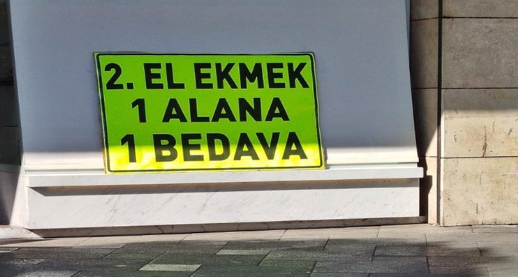 2. EL EKMEK
1 ALANA
1 BEDAVA